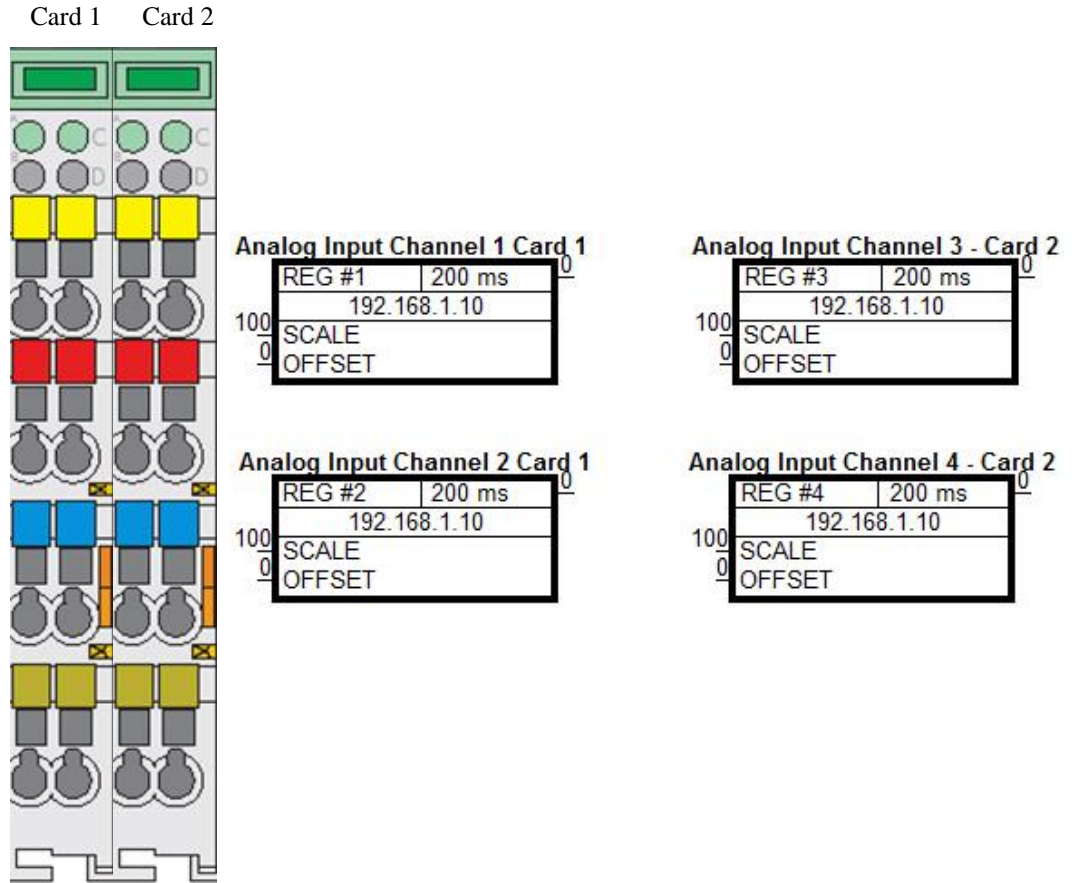 Card 1 Card 2
A C A C
B D B D
Analog Input Channel 1 Card 1
0
REG #1 200 ms
192.168.1.10
100 SCALE
0 OFFSET
Analog Input Channel 3 - Card 2
0
REG #3 200 ms
192.168.1.10
100 SCALE
0 OFFSET
Analog Input Channel 2 Card 1
0
REG #2 200 ms
192.168.1.10
100 SCALE
0 OFFSET
Analog Input Channel 4 - Card 2
0
REG #4 200 ms
192.168.1.10
100 SCALE
0 OFFSET